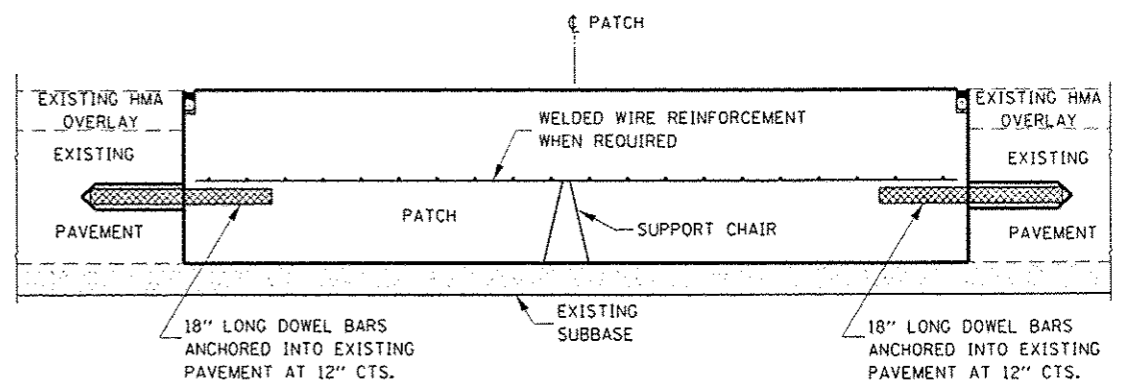 ℄ PATCH
EXISTING HMA
OVERLAY
EXISTING
PAVEMENT
WELDED WIRE REINFORCEMENT
WHEN REQUIRED
PATCH
SUPPORT CHAIR
EXISTING HMA
OVERLAY
EXISTING
PAVEMENT
18" LONG DOWEL BARS
ANCHORED INTO EXISTING
PAVEMENT AT 12" CTS.
EXISTING
SUBBASE
18" LONG DOWEL BARS
ANCHORED INTO EXISTING
PAVEMENT AT 12" CTS.